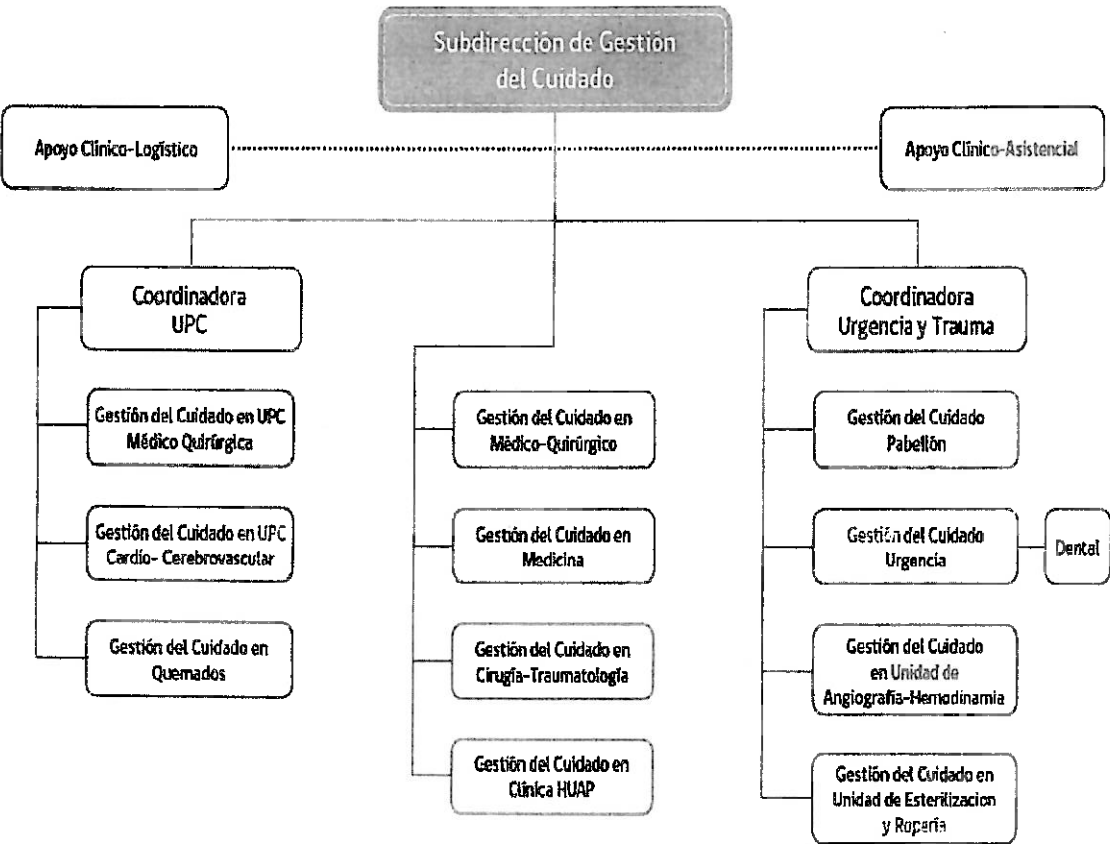 Subdirección de Gestión
del Cuidado
Apoyo Clínico-Logístico
Apoyo Clínico-Asistencial
Coordinadora
UPC
Gestión del Cuidado en UPC
Médico Quirúrgica
Gestión del Cuidado en UPC
Cardio- Cerebrovascular
Gestión del Cuidado en
Quemados
Gestión del Cuidado en
Médico-Quirúrgico
Gestión del Cuidado en
Medicina
Gestión del Cuidado en
Cirugía-Traumatología
Gestión del Cuidado en
Clínica HUAP
Coordinadora
Urgencia y Trauma
Gestión del Cuidado
Pabellón
Gestión del Cuidado
Urgencia
Dental
Gestión del Cuidado
en Unidad de
Angiografía-Hemodinamia
Gestión del Cuidado en
Unidad de Esterilizacion
y Ropería